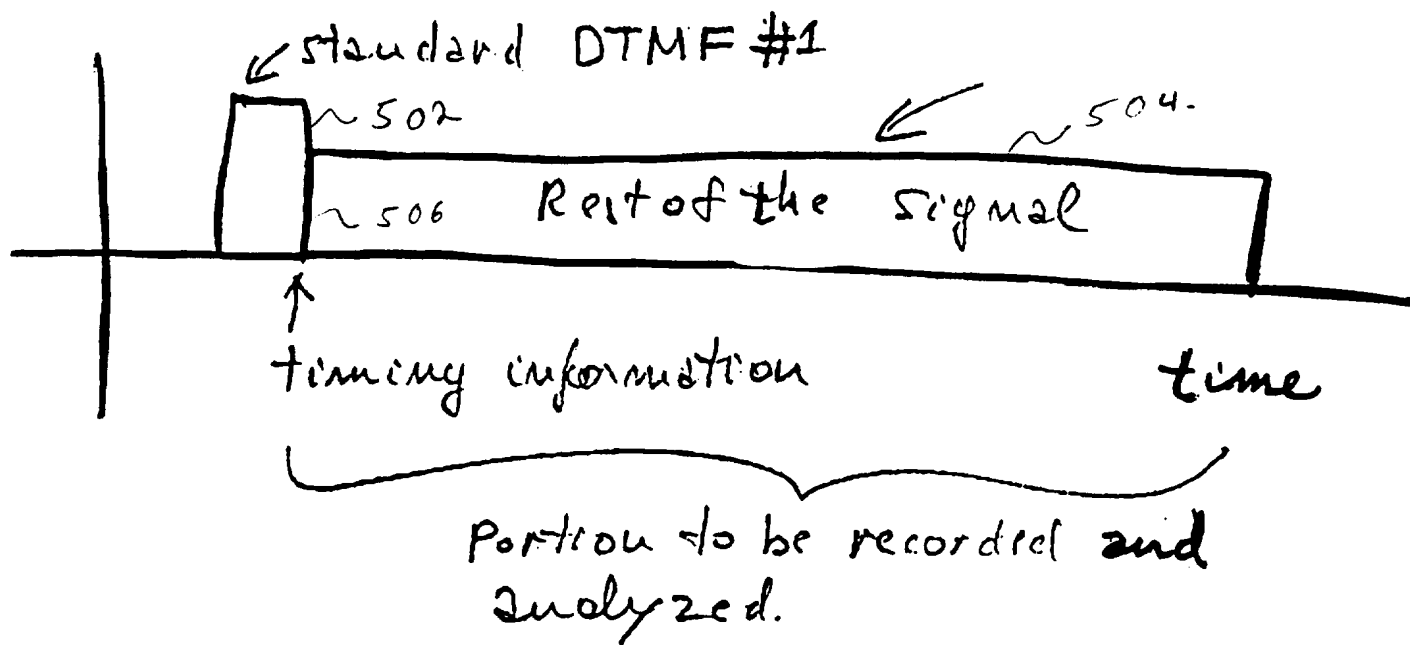 standard DTMF #1
502
504.
506
Rest of the signal
timing information
time
Portion to be recorded and
analyzed.